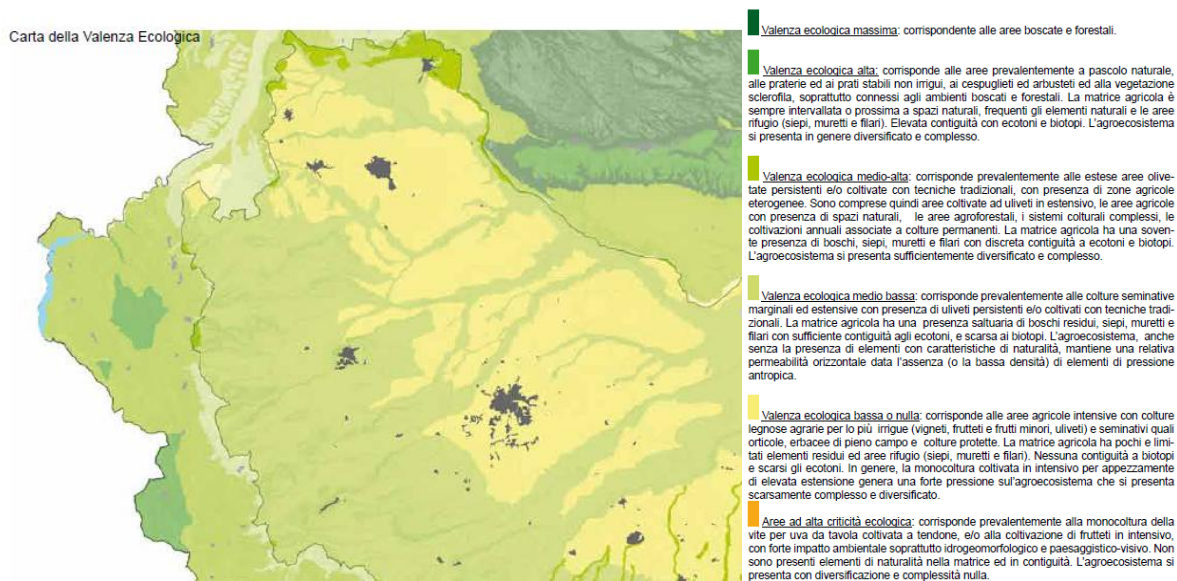 Carta della Valenza Ecologica
Valenza ecologica massima: corrispondente alle aree boscate e forestali.
Valenza ecologica alta: corrisponde alle aree prevalentemente a pascolo naturale,
alle praterie ed ai prati stabili non irrigui, ai cespuglieti ed arbusteti ed alla vegetazione
sclerofila, soprattutto connessi agli ambienti boscati e forestali. La matrice agricola è
sempre intervallata o prossima a spazi naturali, frequenti gli elementi naturali e le aree
rifugio (siepi, muretti e filari). Elevata contiguità con ecotoni e biotopi. L'agroecosistema
si presenta in genere diversificato e complesso.
Valenza ecologica medio-alta: corrisponde prevalentemente alle estese aree olive-
tate persistenti e/o coltivate con tecniche tradizionali, con presenza di zone agricole
eterogenee. Sono comprese quindi aree coltivate ad uliveti in estensivo, le aree agricole
con presenza di spazi naturali, le aree agroforestali, i sistemi colturali complessi, le
coltivazioni annuali associate a colture permanenti. La matrice agricola ha una soven-
te presenza di boschi, siepi, muretti e filari con discreta contiguità a ecotoni e biotopi.
L'agroecosistema si presenta sufficientemente diversificato e complesso.
Valenza ecologica medio bassa: corrisponde prevalentemente alle colture seminative
marginali ed estensive con presenza di uliveti persistenti e/o coltivati con tecniche tradi-
zionali. La matrice agricola ha una presenza saltuaria di boschi residui, siepi, muretti e
filari con sufficiente contiguità agli ecotoni, e scarsa ai biotopi. L'agroecosistema, anche
senza la presenza di elementi con caratteristiche di naturalità, mantiene una relativa
permeabilità orizzontale data l'assenza (o la bassa densità) di elementi di pressione
antropica.
Valenza ecologica bassa o nulla: corrisponde alle aree agricole intensive con colture
legnose agrarie per lo più irrigue (vigneti, frutteti e frutti minori, uliveti) e seminativi quali
orticole, erbacee di pieno campo e colture protette. La matrice agricola ha pochi e limi-
tati elementi residui ed aree rifugio (siepi, muretti e filari). Nessuna contiguità a biotopi
e scarsi gli ecotoni. In genere, la monocoltura coltivata in intensivo per appezzamente
di elevata estensione genera una forte pressione sul'agroecosistema che si presenta
scarsamente complesso e diversificato.
Aree ad alta criticità ecologica: corrisponde prevalentemente alla monocoltura della
vite per uva da tavola coltivata a tendone, e/o alla coltivazione di frutteti in intensivo,
con forte impatto ambientale soprattutto idrogeomorfologico e paesaggistico-visivo. Non
sono presenti elementi di naturalità nella matrice ed in contiguità. L'agroecosistema si
presenta con diversificazione e complessità nulla.